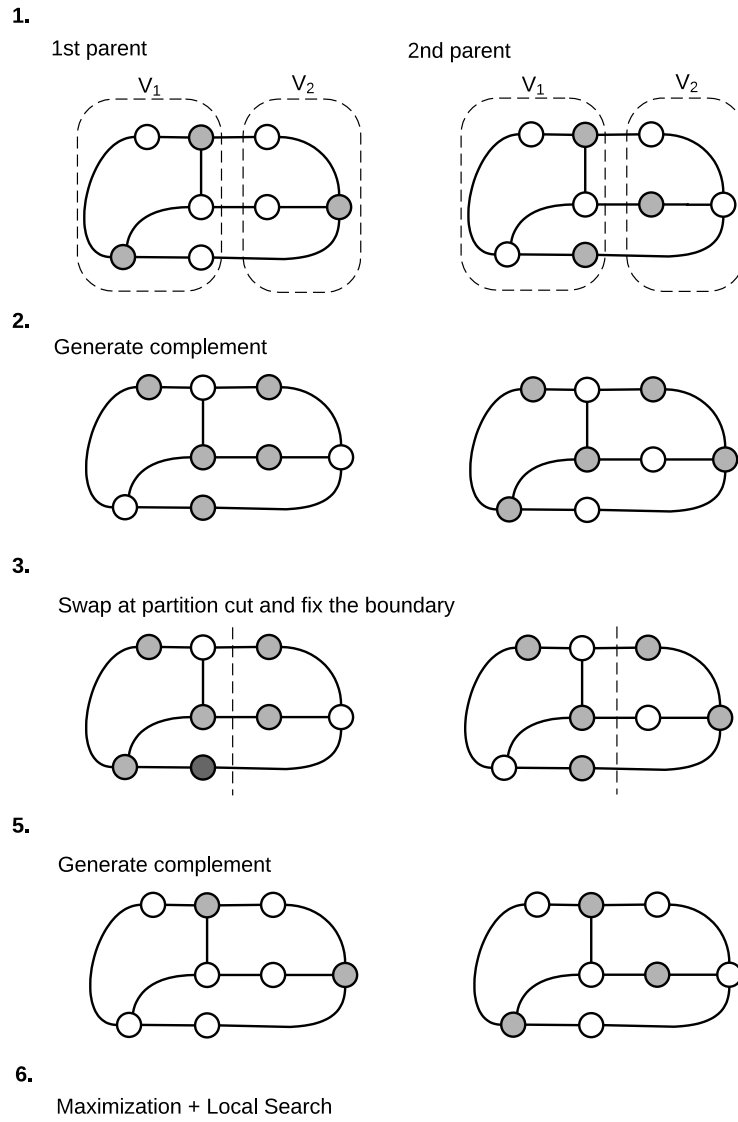 1.
1st parent
2nd parent
V1
V2
V1
V2
2.
Generate complement
3.
Swap at partition cut and fix the boundary
5.
Generate complement
6.
Maximization + Local Search